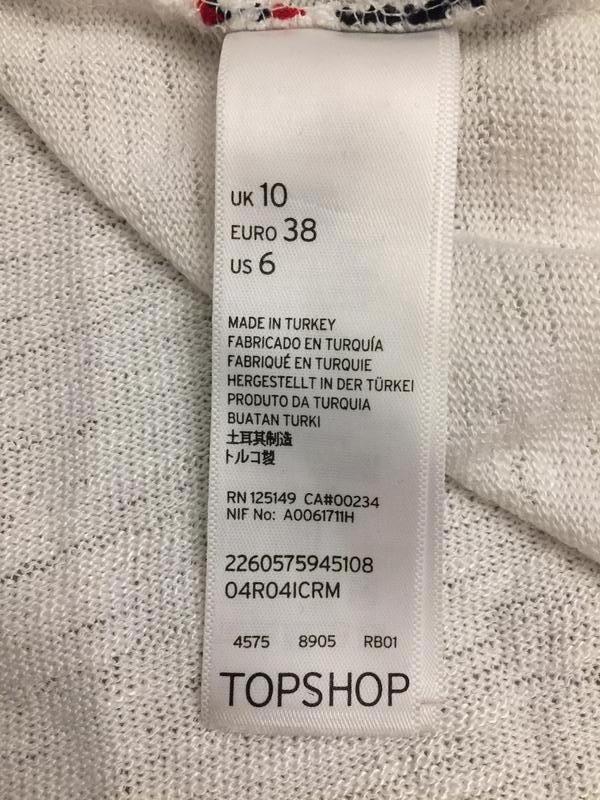 UK 10
EURO 38
US 6
MADE IN TURKEY
FABRICADO EN TURQUÍA
FABRIQUÉ EN TURQUIE
HERGESTELLT IN DER TÜRKEI
PRODUTO DA TURQUIA
BUATAN TURKI
土耳其制造
トルコ製
RN 125149 CA#00234
NIF No: A0061711H
2260575945108
04R04ICRM
4575 8905 RB01
TOPSHOP